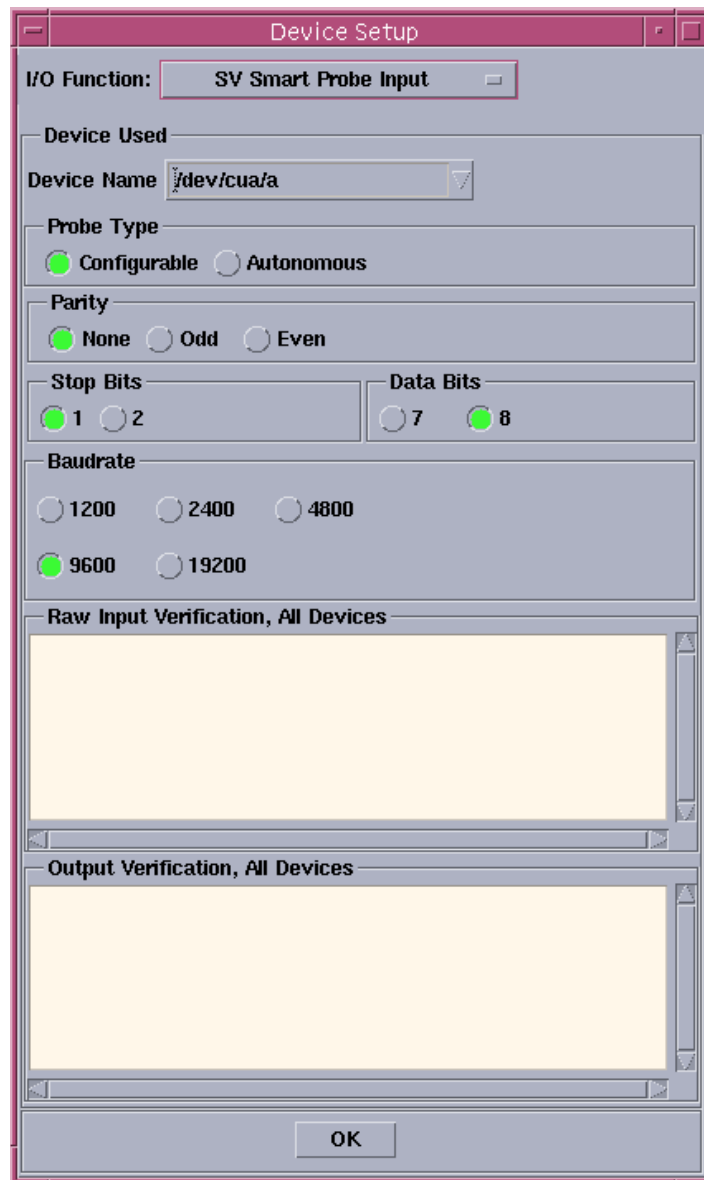 Device Setup
I/O Function: SV Smart Probe Input
Device Used
Device Name /dev/cua/a
Probe Type
Configurable Autonomous
Parity
None Odd Even
Stop Bits Data Bits
1 2 7 8
Baudrate
1200 2400 4800
9600 19200
Raw Input Verification, All Devices
Output Verification, All Devices
OK